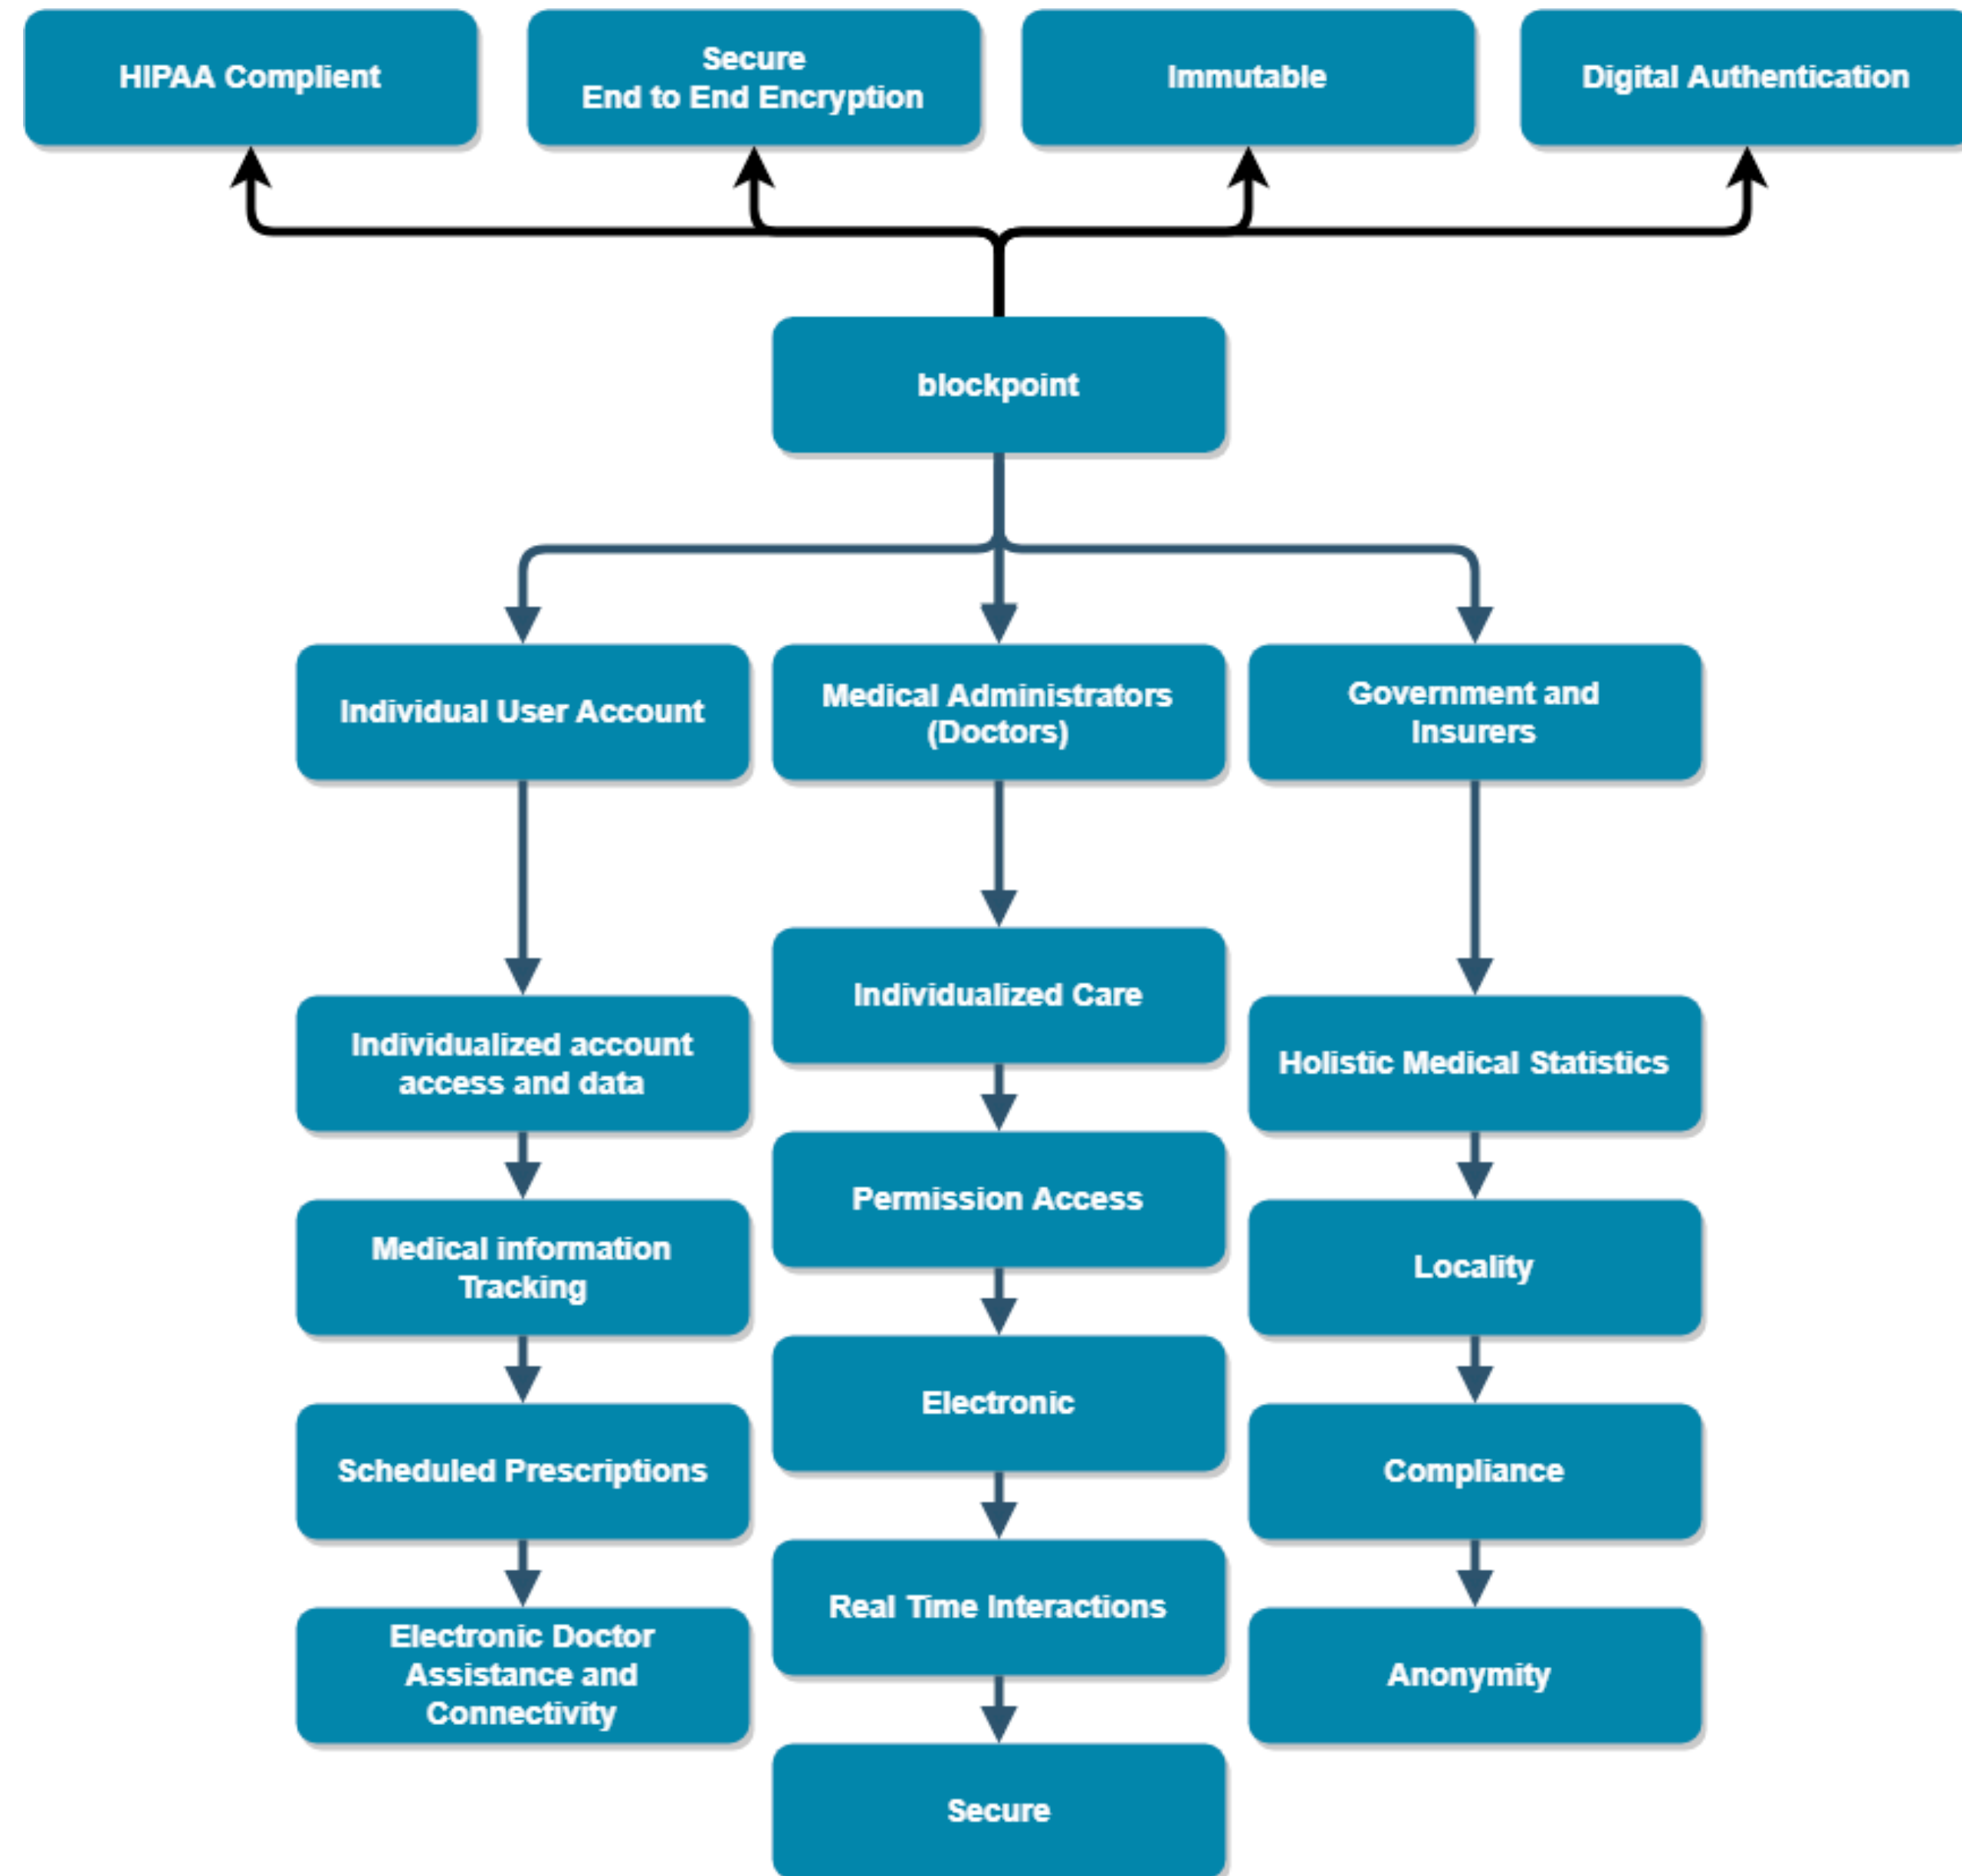 HIPAA Complient
Secure
End to End Encryption
Immutable
Digital Authentication
blockpoint
Individual User Account
Medical Administrators
(Doctors)
Government and
Insurers
Individualized account
access and data
Medical information
Tracking
Scheduled Prescriptions
Electronic Doctor
Assistance and
Connectivity
Individualized Care
Permission Access
Electronic
Real Time Interactions
Secure
Holistic Medical Statistics
Locality
Compliance
Anonymity